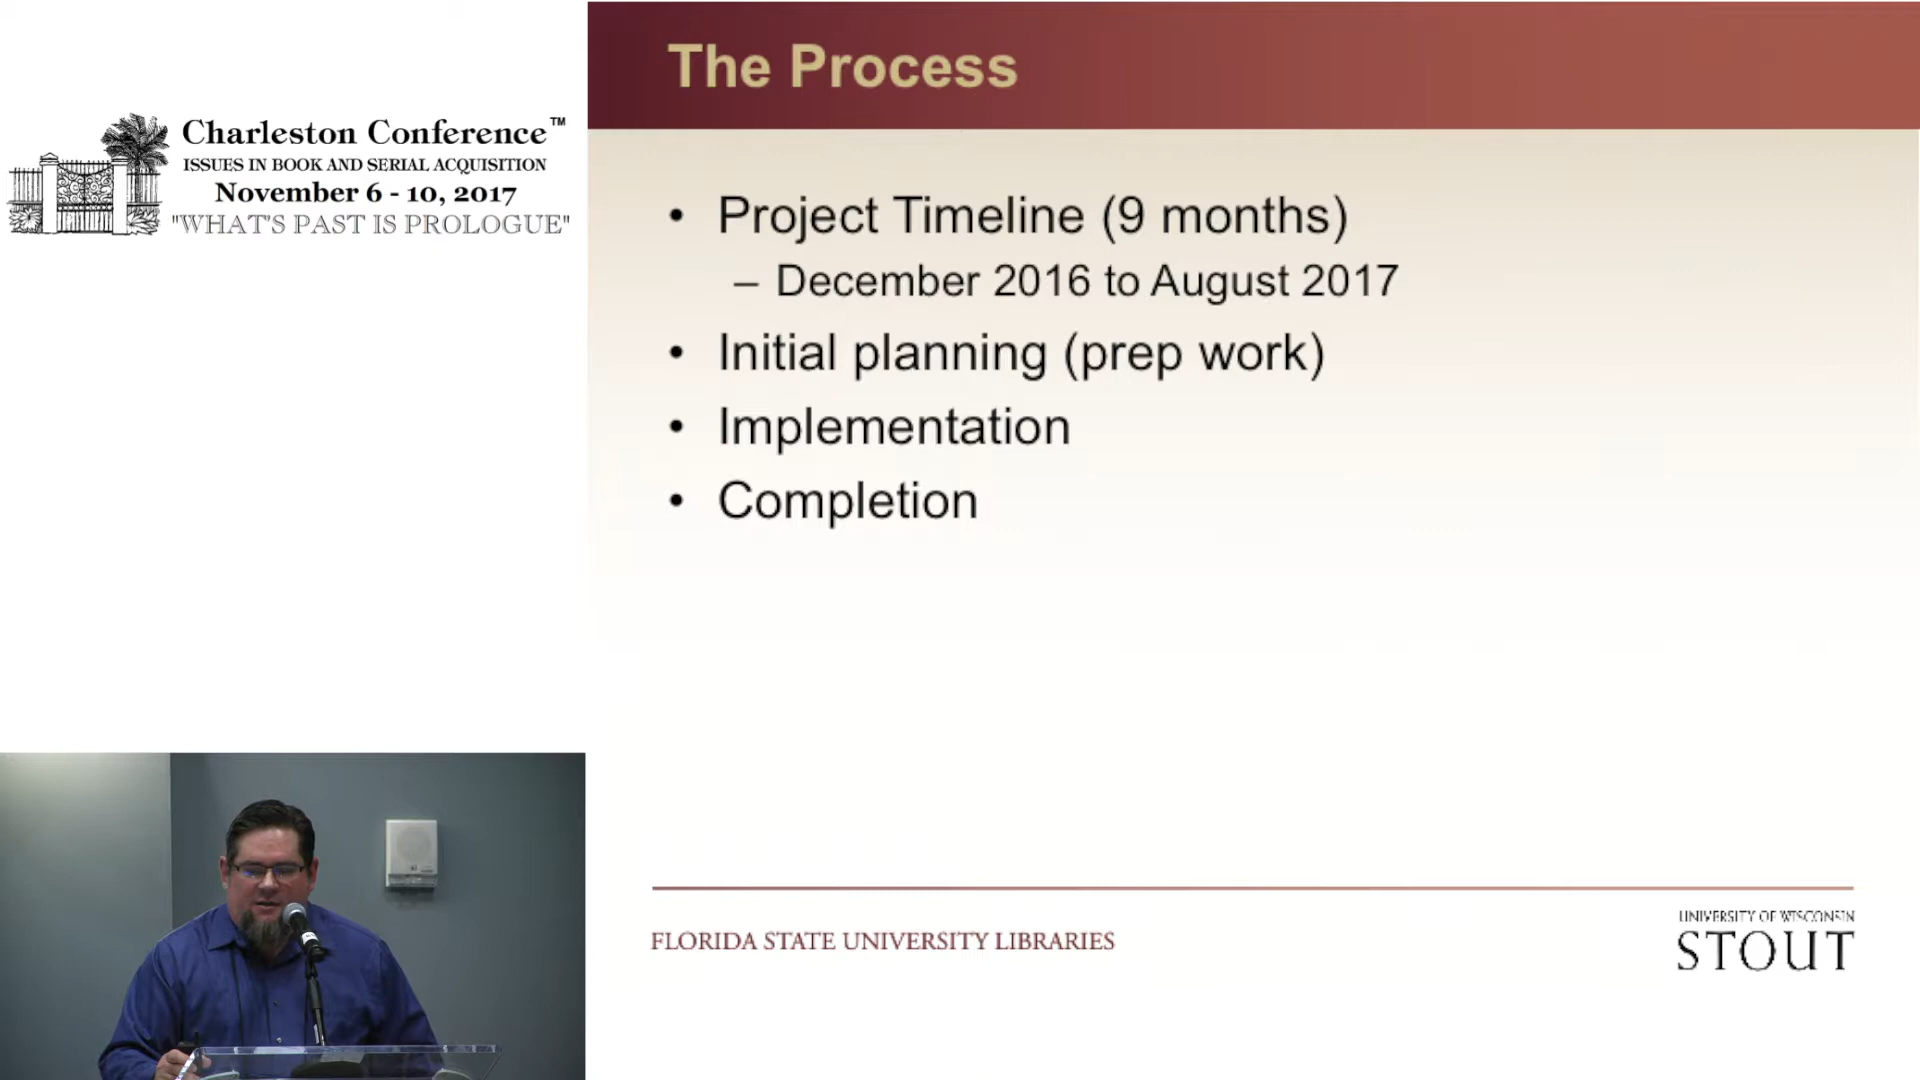 Charleston Conference™
ISSUES IN BOOK AND SERIAL ACQUISITION
November 6 - 10, 2017
"WHAT'S PAST IS PROLOGUE"
The Process
• Project Timeline (9 months)
– December 2016 to August 2017
• Initial planning (prep work)
• Implementation
• Completion
FLORIDA STATE UNIVERSITY LIBRARIES
UNIVERSITY OF WISCONSIN
STOUT